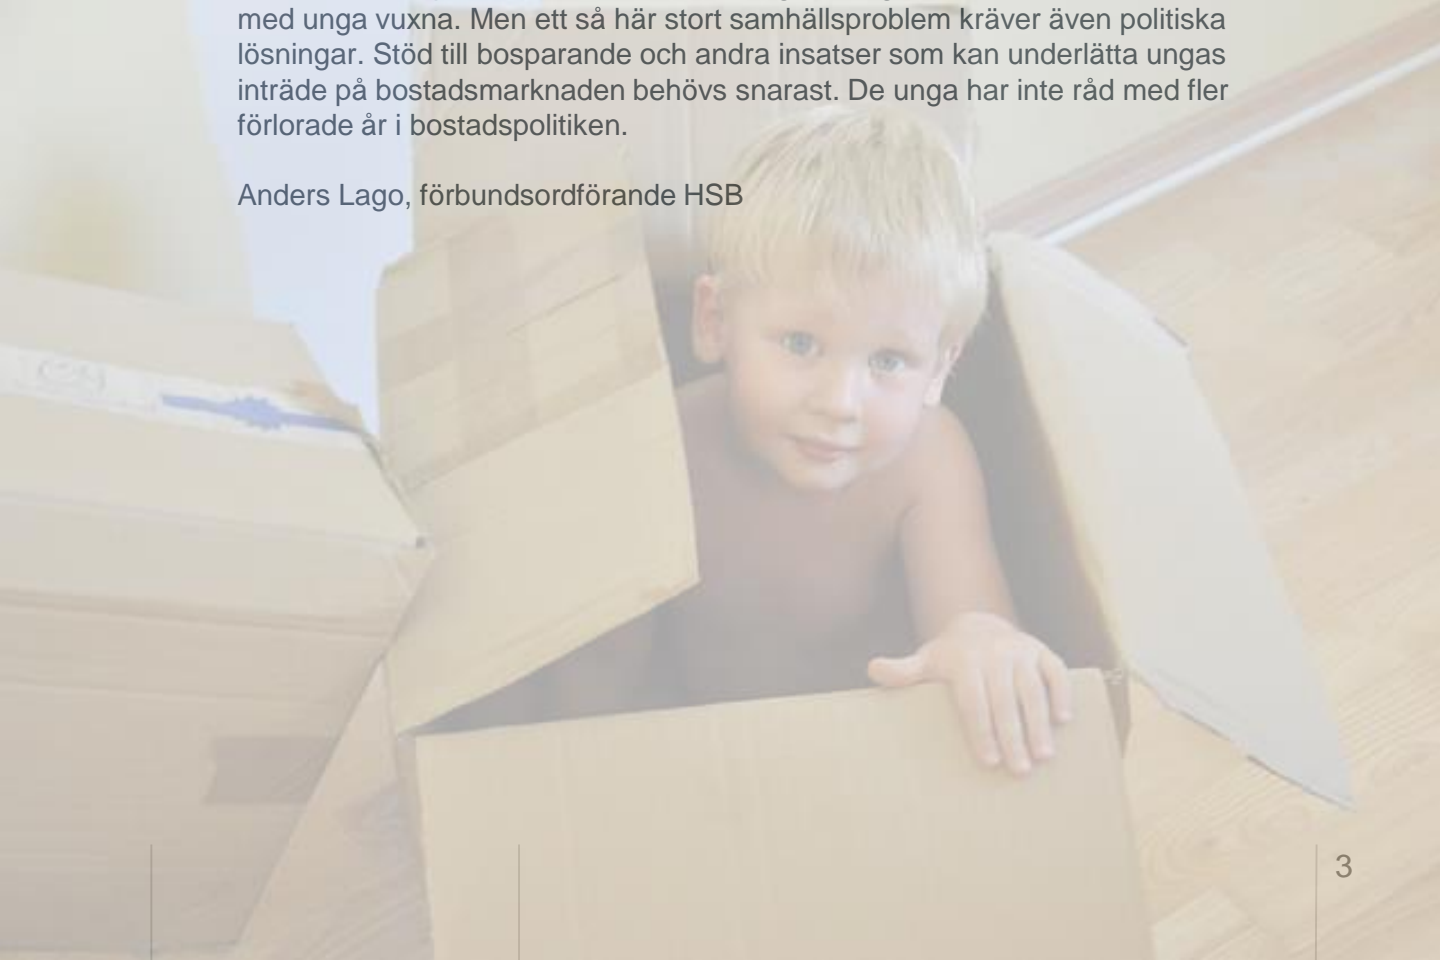 med unga vuxna. Men ett så här stort samhällsproblem kräver även politiska
lösningar. Stöd till bosparande och andra insatser som kan underlätta ungas
inträde på bostadsmarknaden behövs snarast. De unga har inte råd med fler
förlorade år i bostadspolitiken.
Anders Lago, förbundsordförande HSB
3